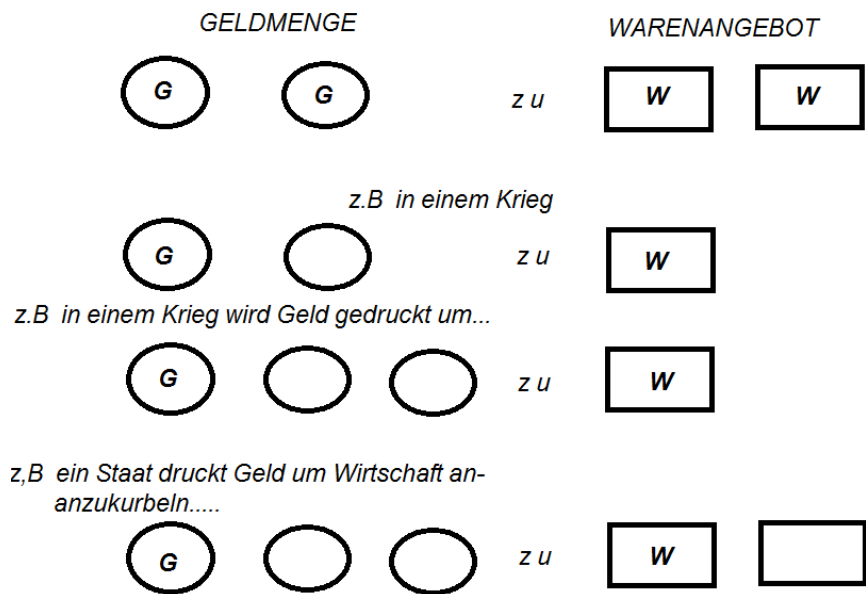 GELDMENGE WARENANGEBOT
G G z u W W
z.B in einem Krieg
G z u W
z.B in einem Krieg wird Geld gedruckt um...
G z u W
z,B ein Staat druckt Geld um Wirtschaft an-
anzukurbeln.....
G z u W